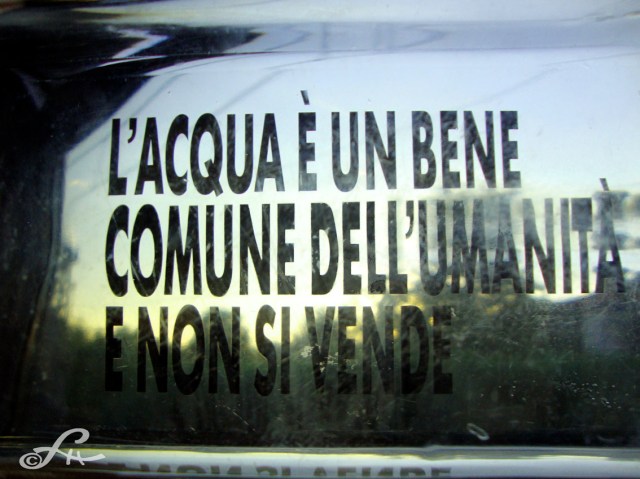 L'ACQUA È UN BENE
COMUNE DELL'UMANITÀ
E NON SI VENDE